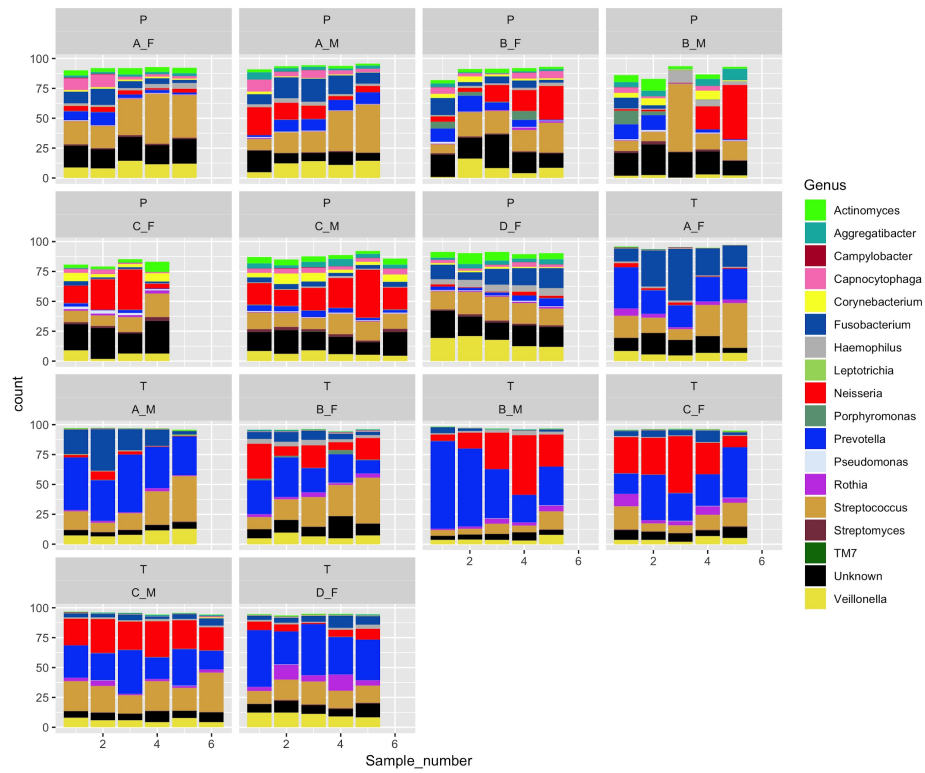 P P P P
A_F A_M B_F B_M
100
75
50
25
0
P P P T
C_F C_M D_F A_F
100
75
50
25
0
Genus
Actinomyces
Aggregatibacter
Campylobacter
Capnocytophaga
Corynebacterium
Fusobacterium
Haemophilus
Leptotrichia
Neisseria
Porphyromonas
Prevotella
Pseudomonas
Rothia
Streptococcus
Streptomyces
TM7
Unknown
Veillonella
count
T T T T
A_M B_F B_M C_F
100
75
50
25
0
2 4 6 2 4 6
T T
C_M D_F
100
75
50
25
0
2 4 6 2 4 6
Sample_number